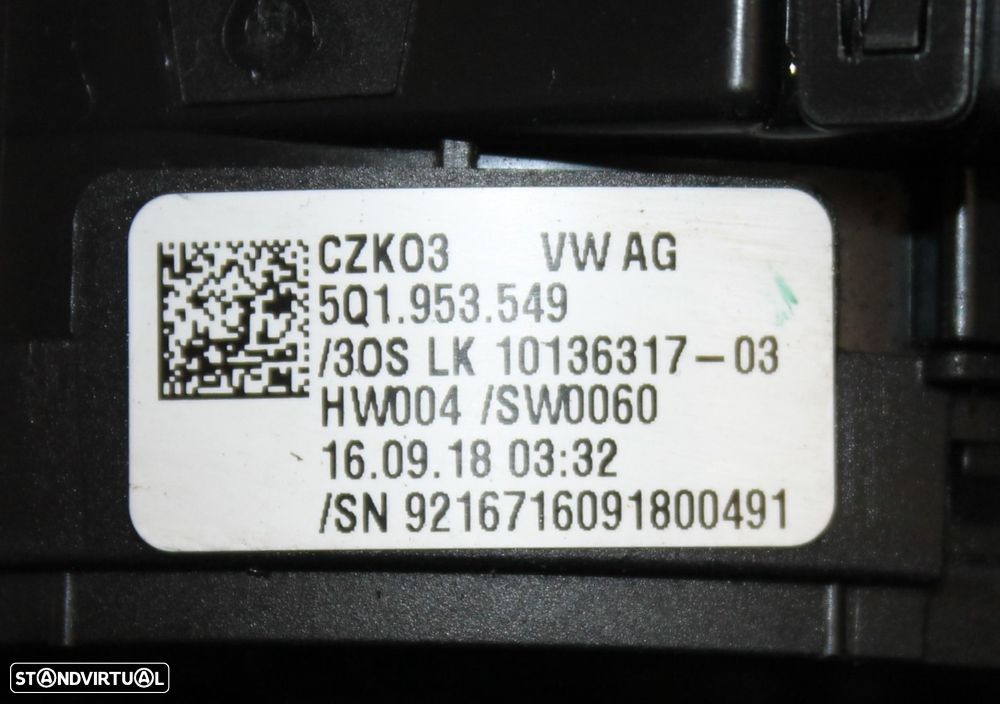 CZK03 VW AG
5Q1.953.549
/3OS LK 10136317-03
HW004 /SW0060
16.09.18 03:32
/SN 9216716091800491
STANDVIRTUAL